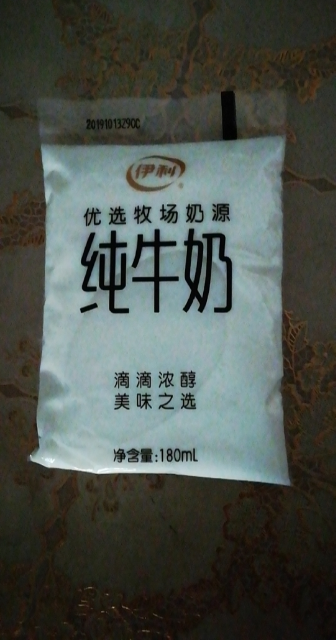 20191013290C
伊利
优选牧场奶源
纯牛奶
滴滴浓醇
美味之选
净含量:180mL